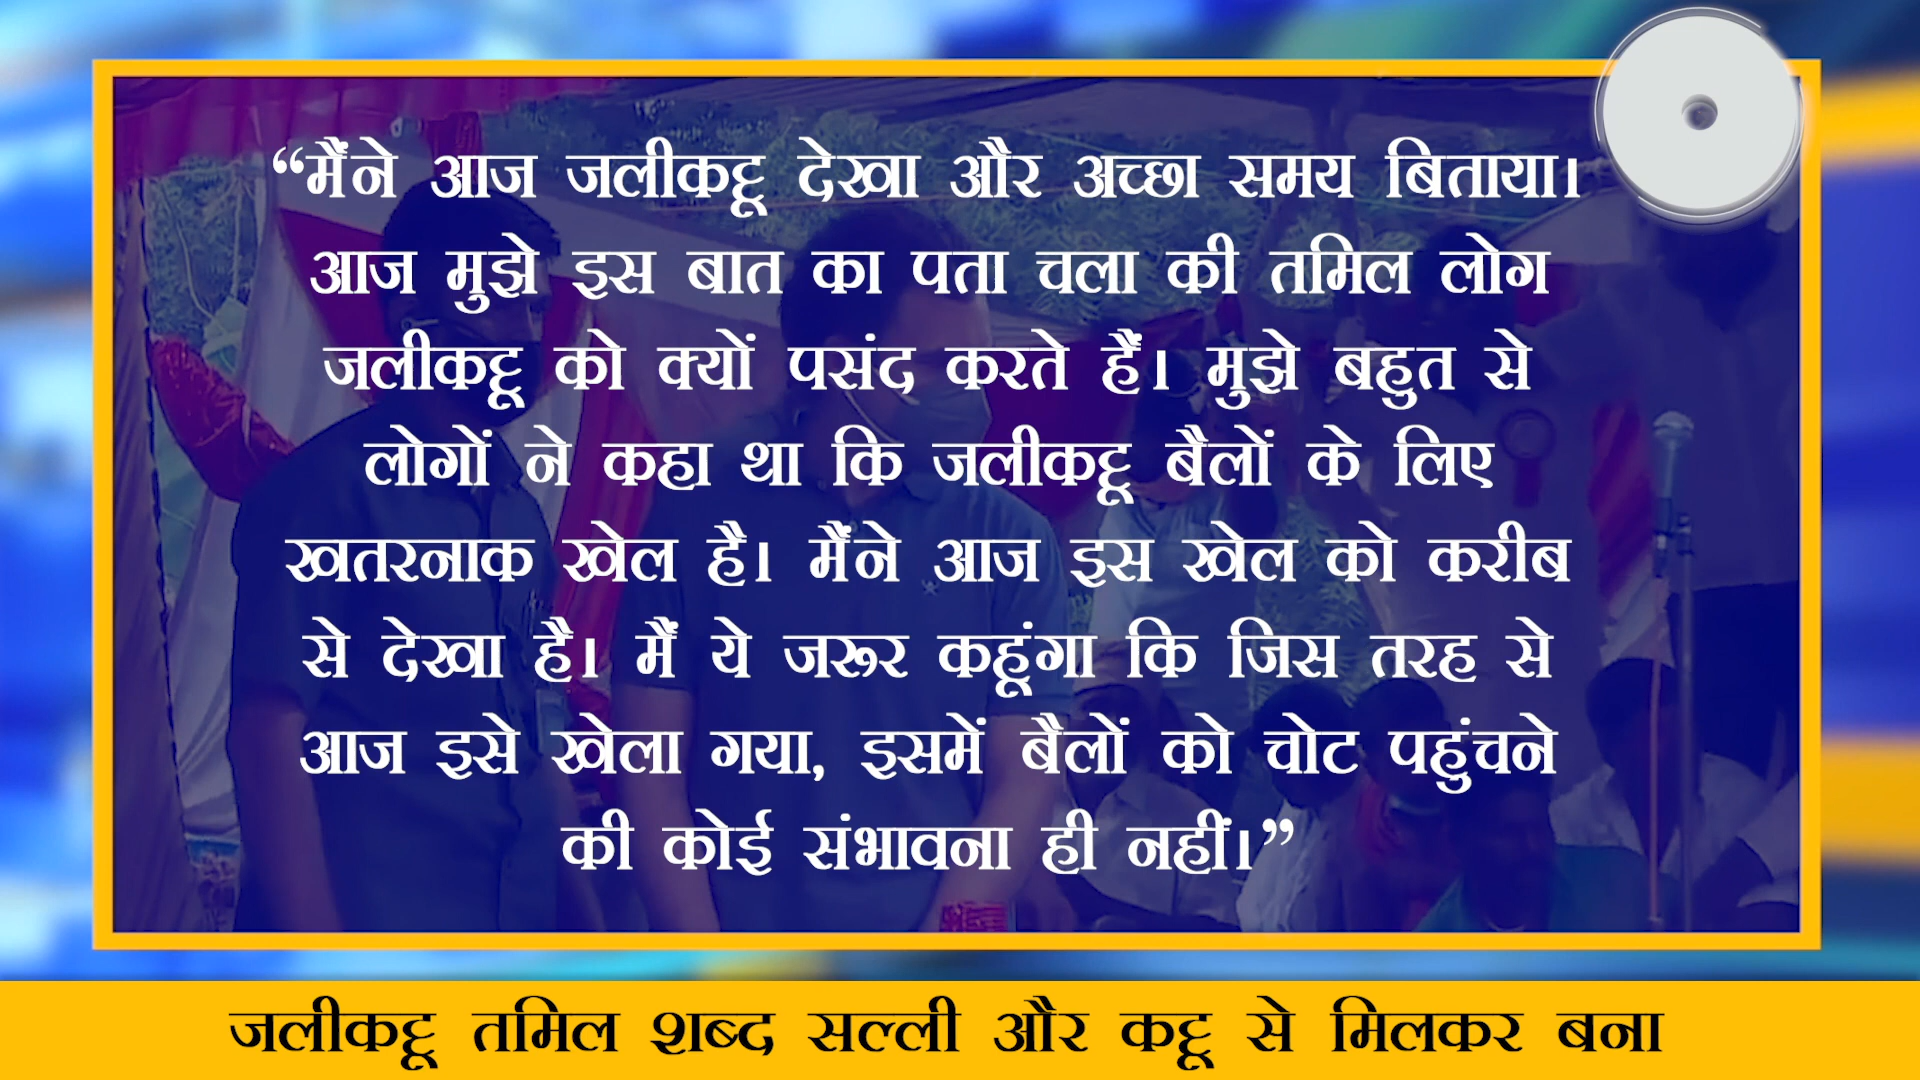 “मैंने आज जलीकट्टू देखा और अच्छा समय बिताया।
आज मुझे इस बात का पता चला की तमिल लोग
जलीकट्टू को क्यों पसंद करते हैं। मुझे बहुत से
लोगों ने कहा था कि जलीकट्टू बैलों के लिए
खतरनाक खेल है। मैंने आज इस खेल को करीब
से देखा है। मैं ये जरूर कहूंगा कि जिस तरह से
आज इसे खेला गया, इसमें बैलों को चोट पहुंचने
की कोई संभावना ही नहीं।”
जलीकट्टू तमिल शब्द सल्ली और कट्टू से मिलकर बना